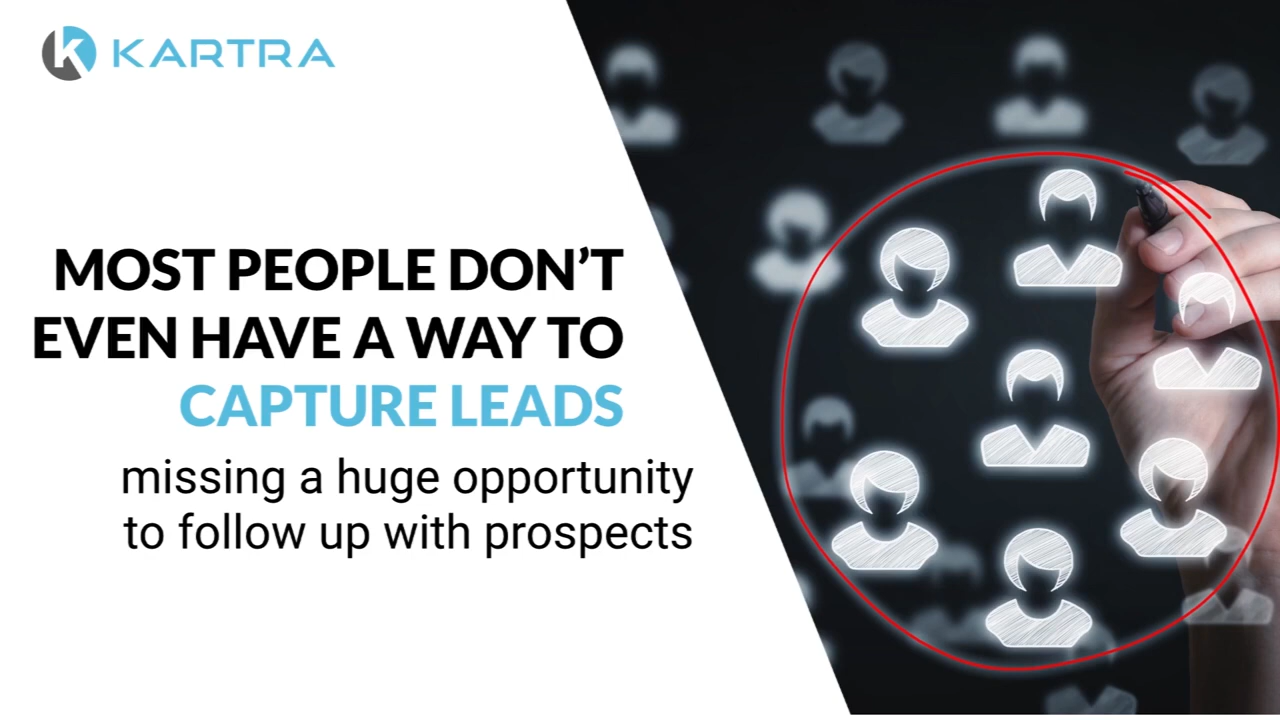 KARTRA
MOST PEOPLE DON’T
EVEN HAVE A WAY TO
CAPTURE LEADS
missing a huge opportunity
to follow up with prospects